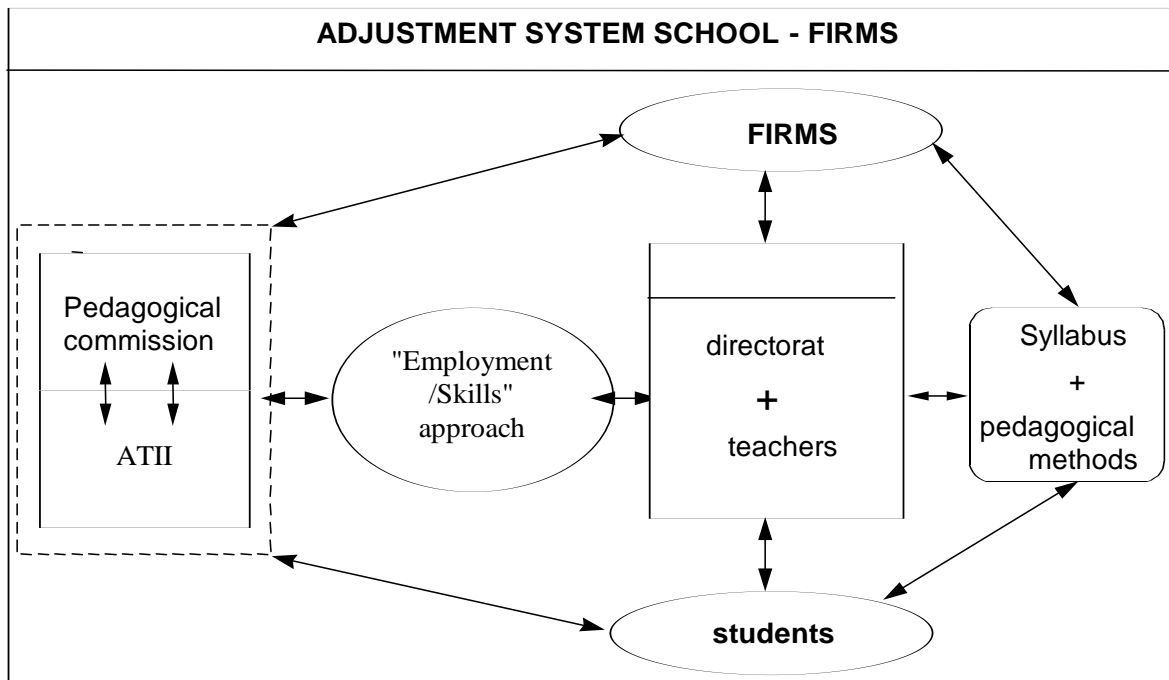 ADJUSTMENT SYSTEM SCHOOL - FIRMS
FIRMS
Pedagogical
commission
ATII
"Employment
/Skills"
approach
directorat
+
teachers
Syllabus
+
pedagogical
methods
students